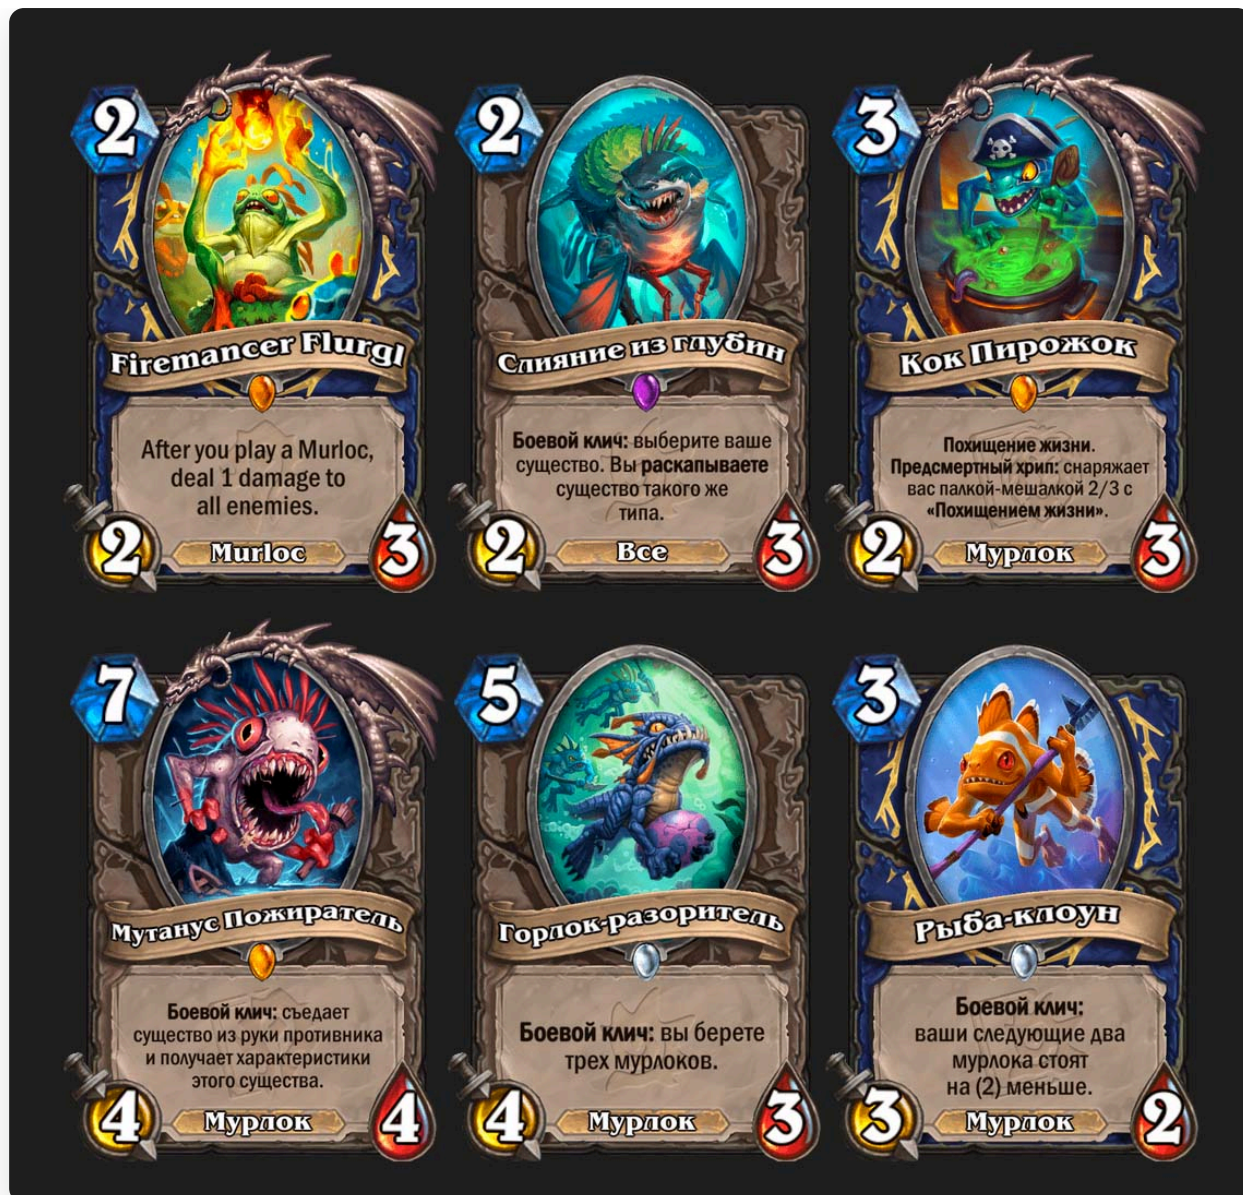 2
Firemancer Flurgl
After you play a Murloc,
deal 1 damage to
all enemies.
2
Murloc
3
2
Слияние из глубин
Боевой клич: выберите ваше
существо. Вы раскапываете
существо такого же
типа.
2
Все
3
3
Кок Пирожок
Похищение жизни.
Предсмертный хрип: снаряжает
вас палкой-мешалкой 2/3 с
«Похищением жизни».
2
Мурлок
3
7
Мутанус Пожиратель
Боевой клич: съедает
существо из руки противника
и получает характеристики
этого существа.
4
Мурлок
4
5
Горлок-разоритель
Боевой клич: вы берете
трех мурлоков.
4
Мурлок
3
3
Рыба-клоун
Боевой клич:
ваши следующие два
мурлока стоят
на (2) меньше.
3
Мурлок
2